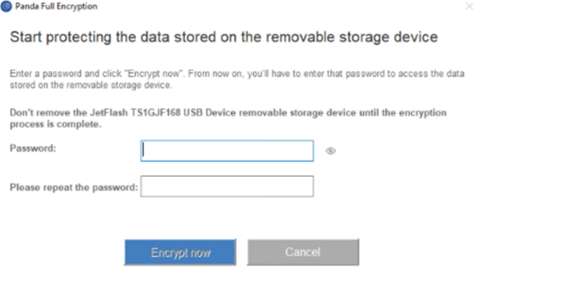 Panda Full Encryption
Start protecting the data stored on the removable storage device
Enter a password and click "Encrypt now". From now on, you'll have to enter that password to access the data
stored on the removable storage device.
Don't remove the JetFlash TS1GJF168 USB Device removable storage device until the encryption
process is complete.
Password:
Please repeat the password:
Encrypt now Cancel